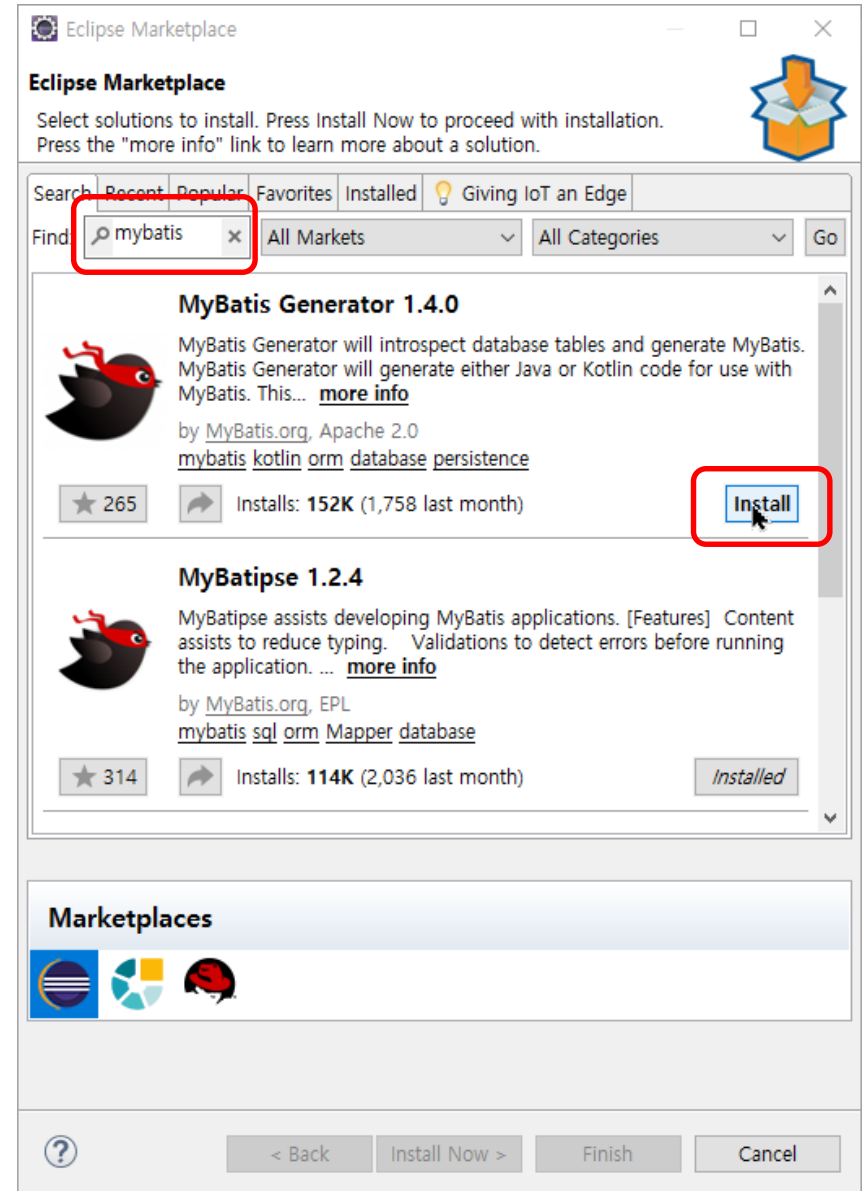 Eclipse Marketplace
Eclipse Marketplace
Select solutions to install. Press Install Now to proceed with installation.
Press the "more info" link to learn more about a solution.
Search Recent Popular Favorites Installed Giving IoT an Edge
Find: mybatis All Markets All Categories Go
MyBatis Generator 1.4.0
MyBatis Generator will introspect database tables and generate MyBatis.
MyBatis Generator will generate either Java or Kotlin code for use with
MyBatis. This... more info
by MyBatis.org, Apache 2.0
mybatis kotlin orm database persistence
265 Installs: 152K (1,758 last month) Install
MyBatipse 1.2.4
MyBatipse assists developing MyBatis applications. [Features] Content
assists to reduce typing. Validations to detect errors before running
the application. ... more info
by MyBatis.org, EPL
mybatis sql orm Mapper database
314 Installs: 114K (2,036 last month) Installed
Marketplaces
? < Back Install Now > Finish Cancel